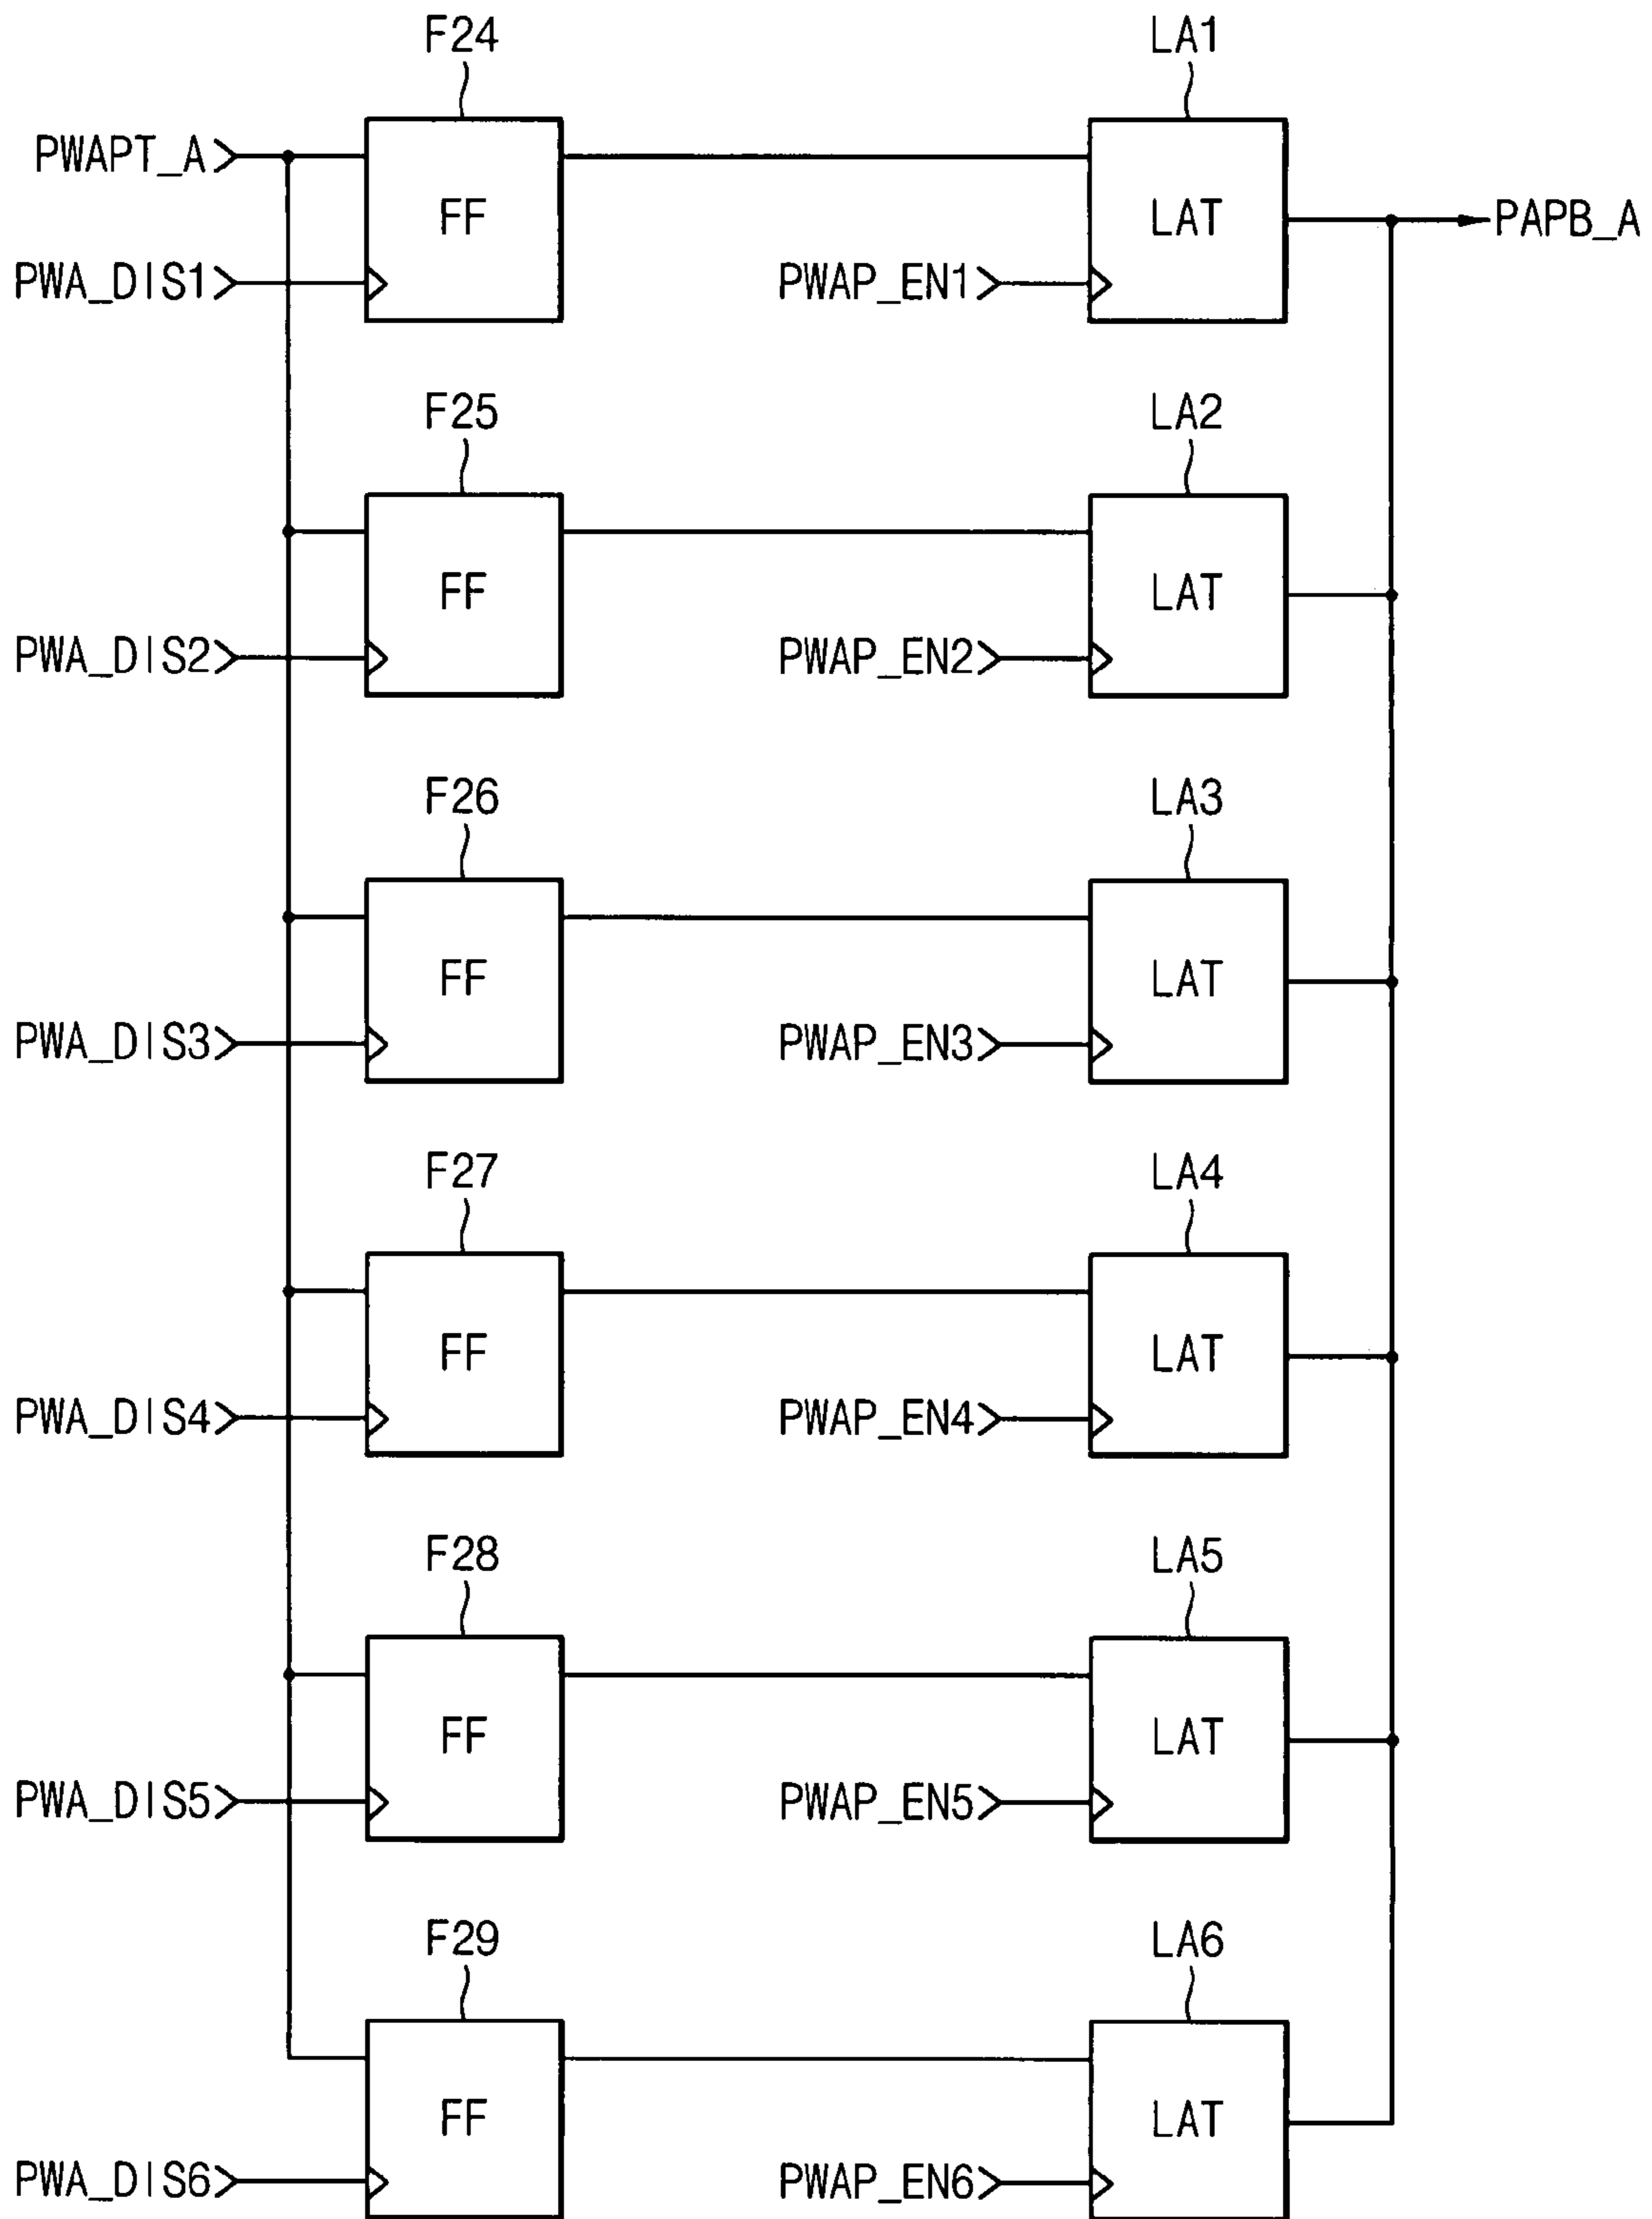 F24 LA1
PWAPT_A
FF LAT PAPB_A
PWA_DIS1 PWAP_EN1
F25 LA2
FF LAT
PWA_DIS2 PWAP_EN2
F26 LA3
FF LAT
PWA_DIS3 PWAP_EN3
F27 LA4
FF LAT
PWA_DIS4 PWAP_EN4
F28 LA5
FF LAT
PWA_DIS5 PWAP_EN5
F29 LA6
FF LAT
PWA_DIS6 PWAP_EN6